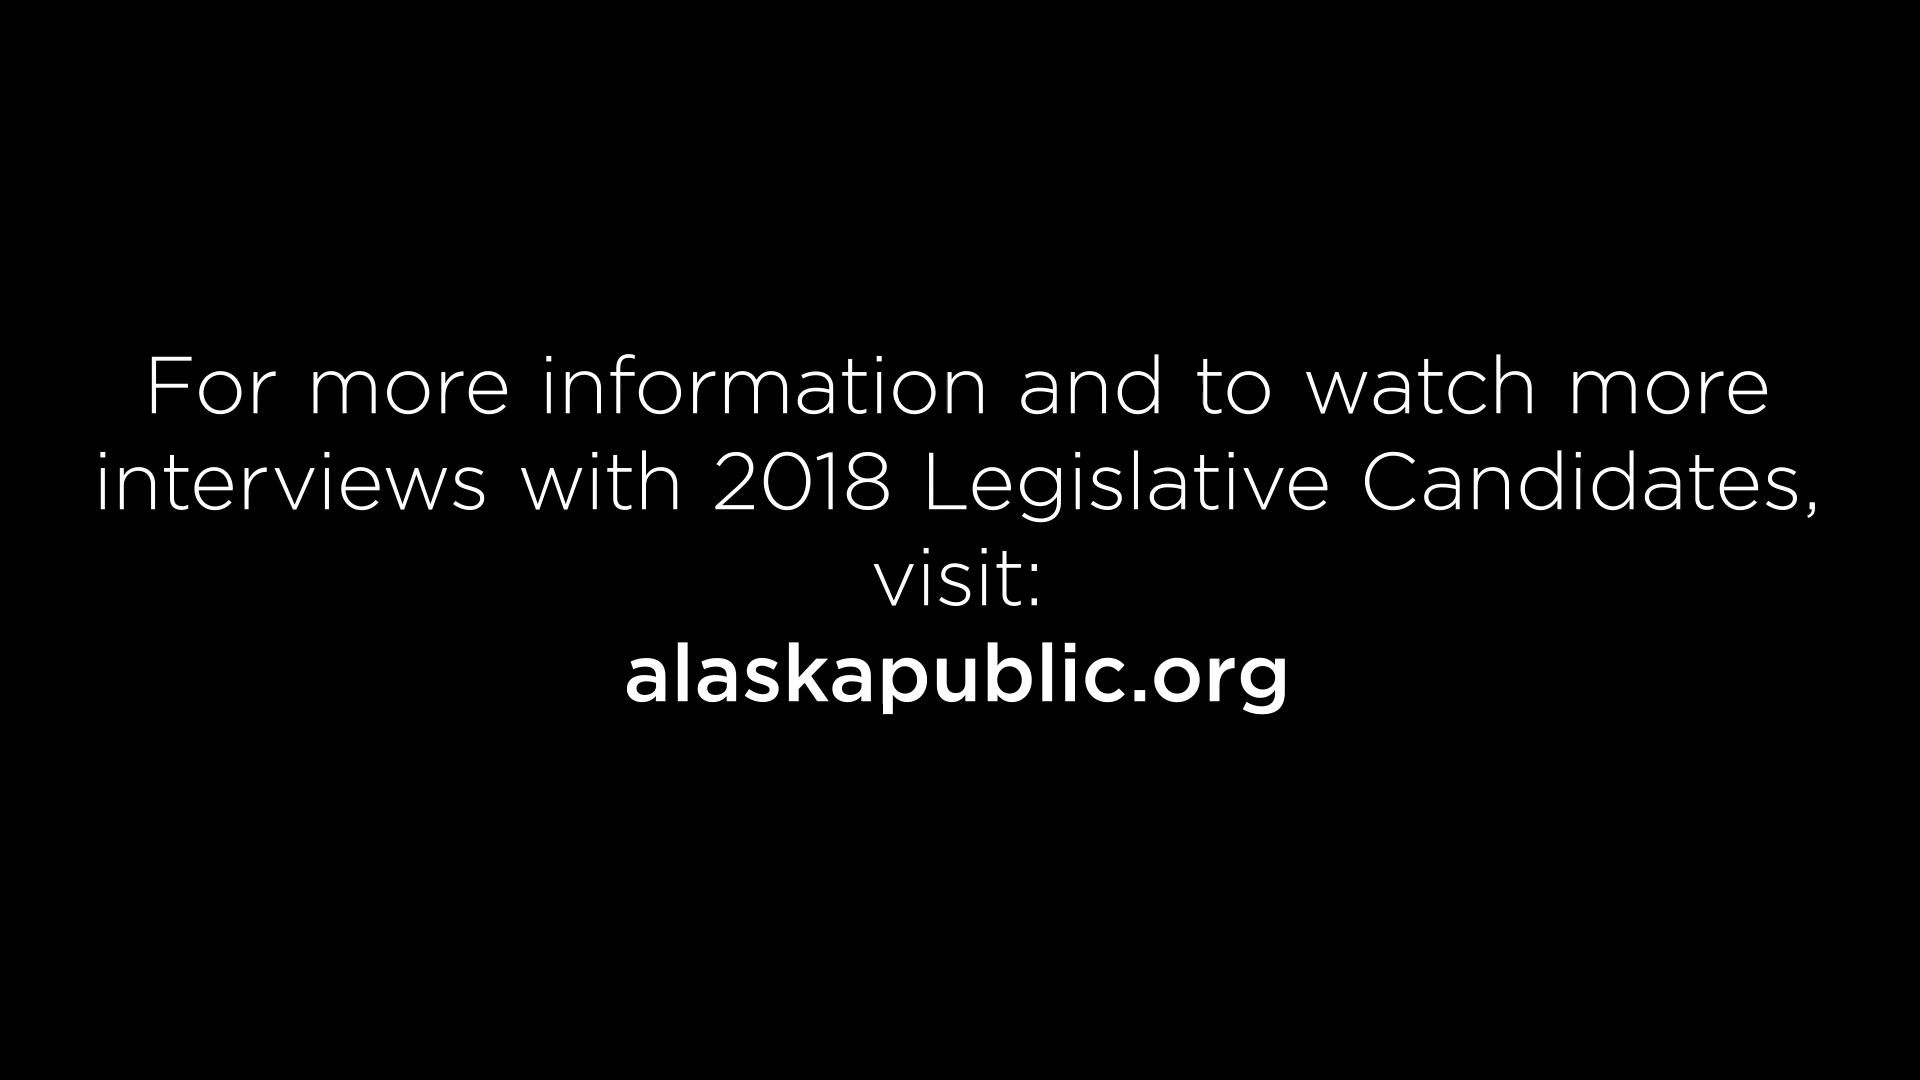 For more information and to watch more
interviews with 2018 Legislative Candidates,
visit:
alaskapublic.org